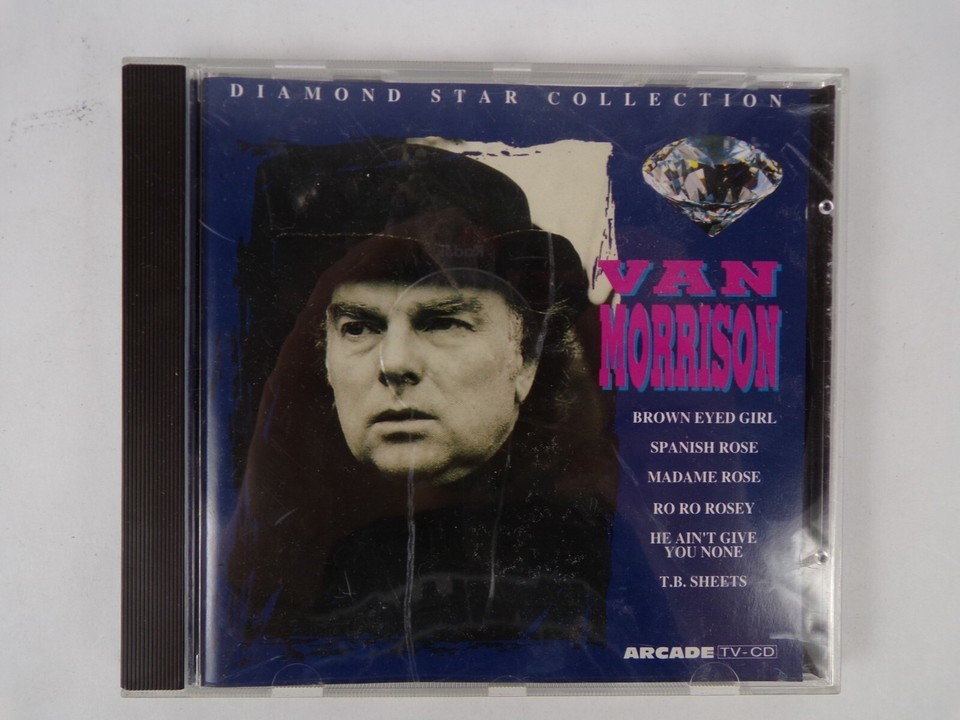 DIAMOND STAR COLLECTION
VAN
MORRISON
BROWN EYED GIRL
SPANISH ROSE
MADAME ROSE
RO RO ROSEY
HE AIN'T GIVE
YOU NONE
T.B. SHEETS
ARCADE TV-CD